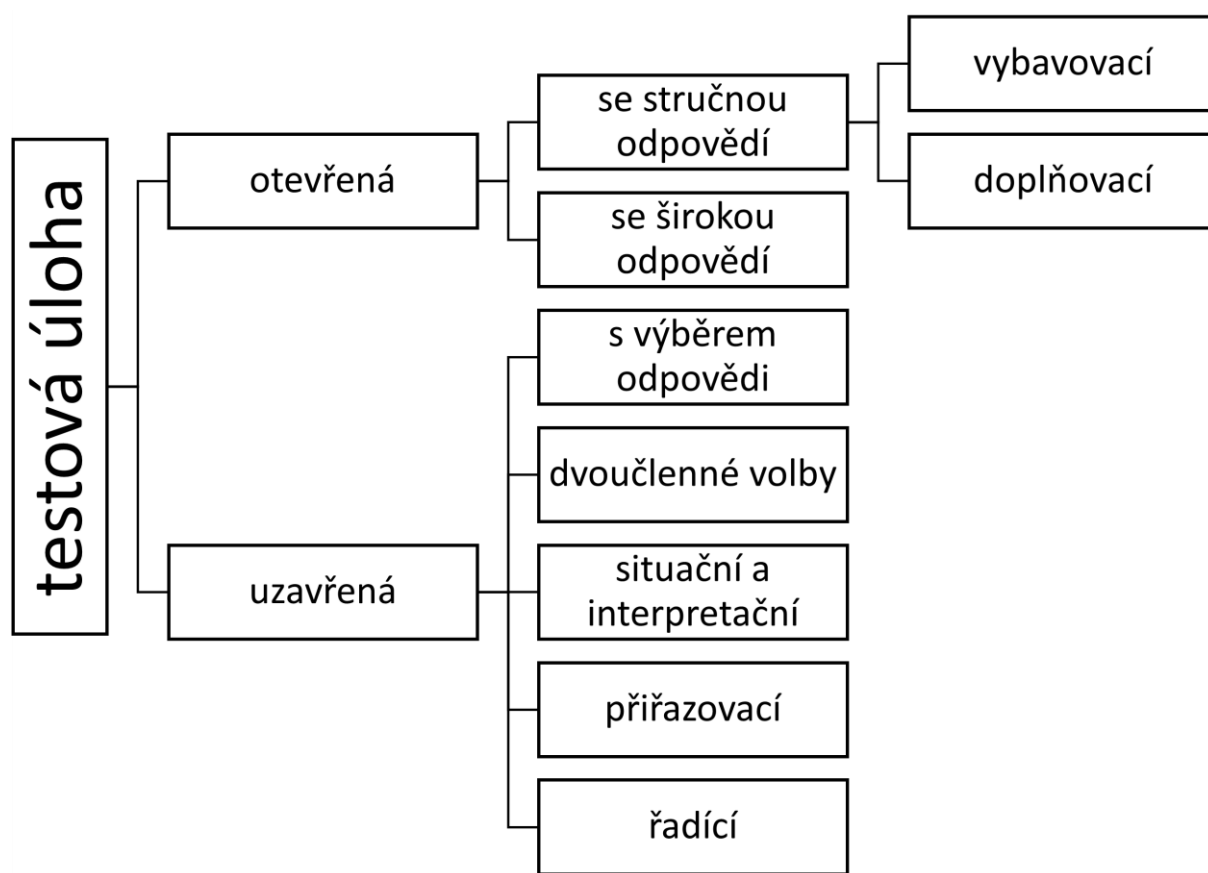 testová úloha
otevřená
se stručnou
odpovědí
vybavovací
doplňovací
se širokou
odpovědí
uzavřená
s výběrem
odpovědi
dvoučlenné volby
situační a
interpretační
přiřazovací
řadící